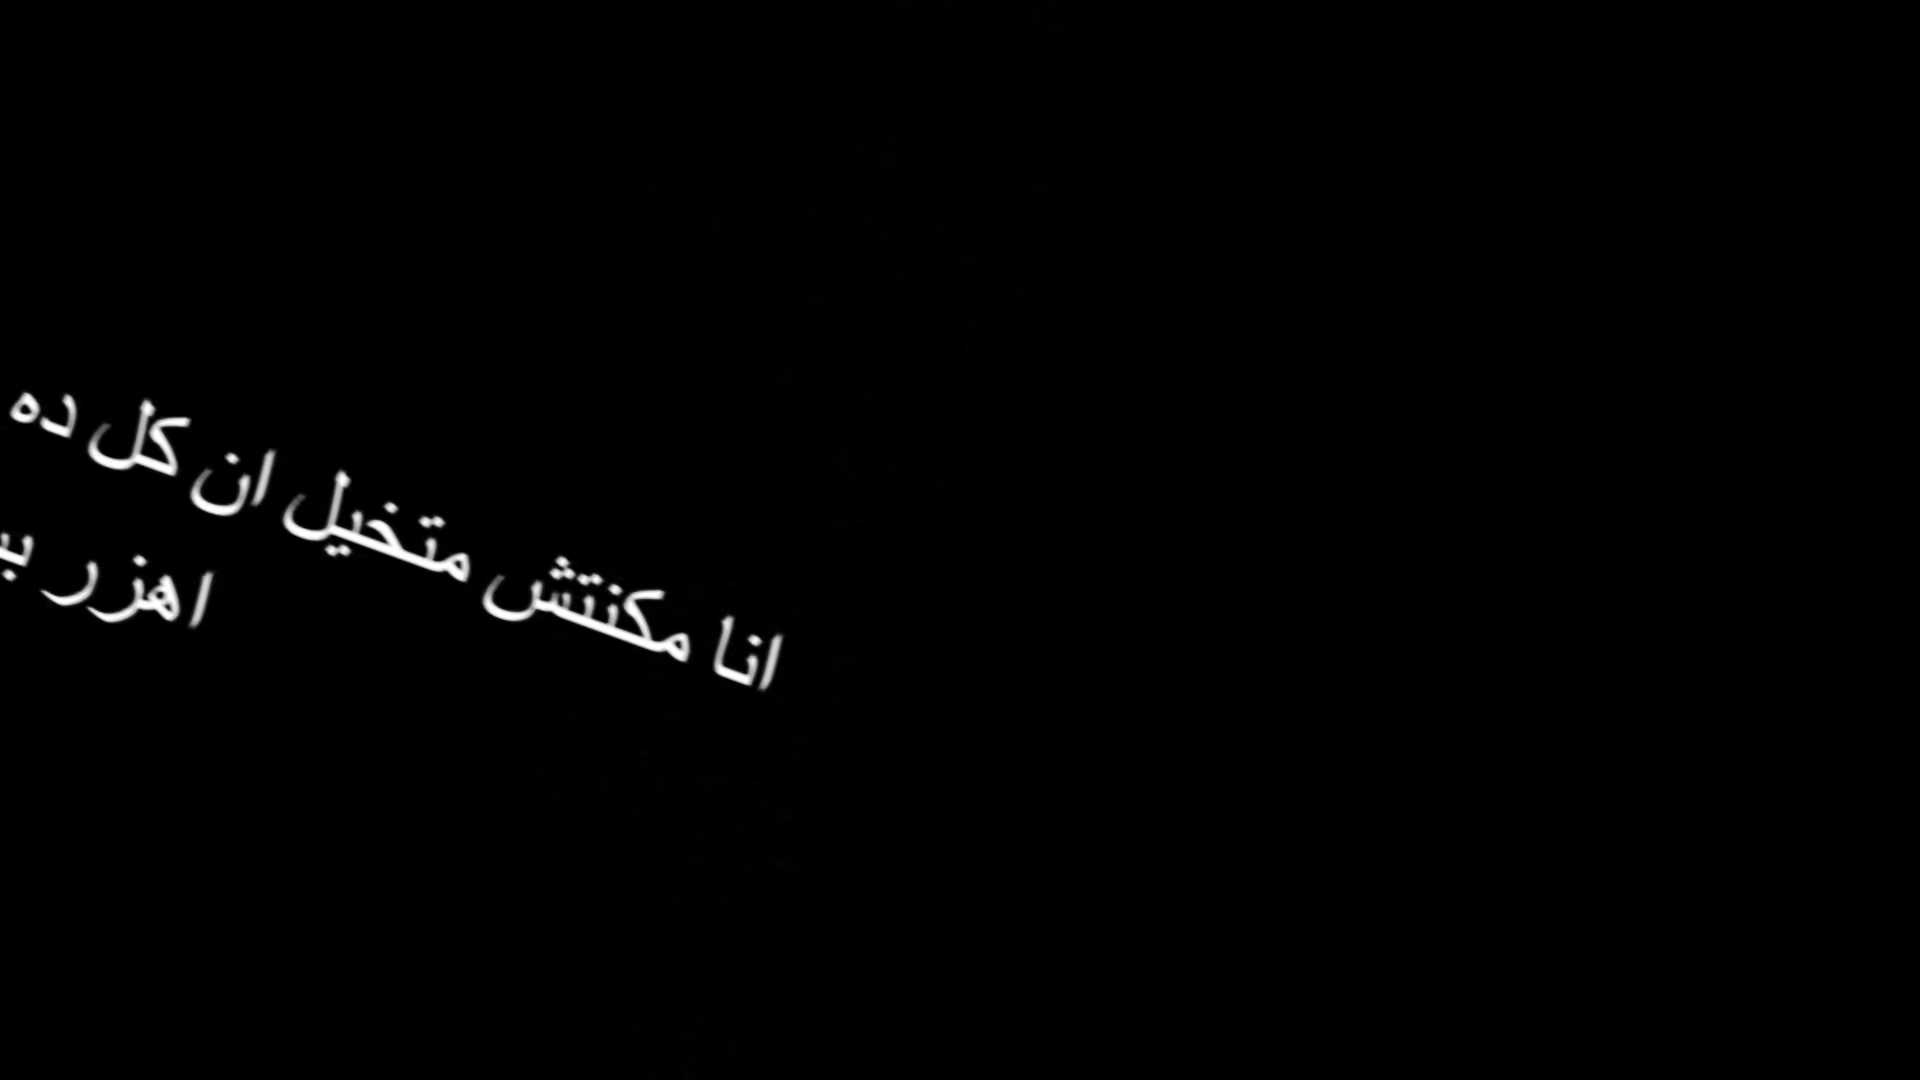 انا مكنتش متخيل ان كل ده
اهزر